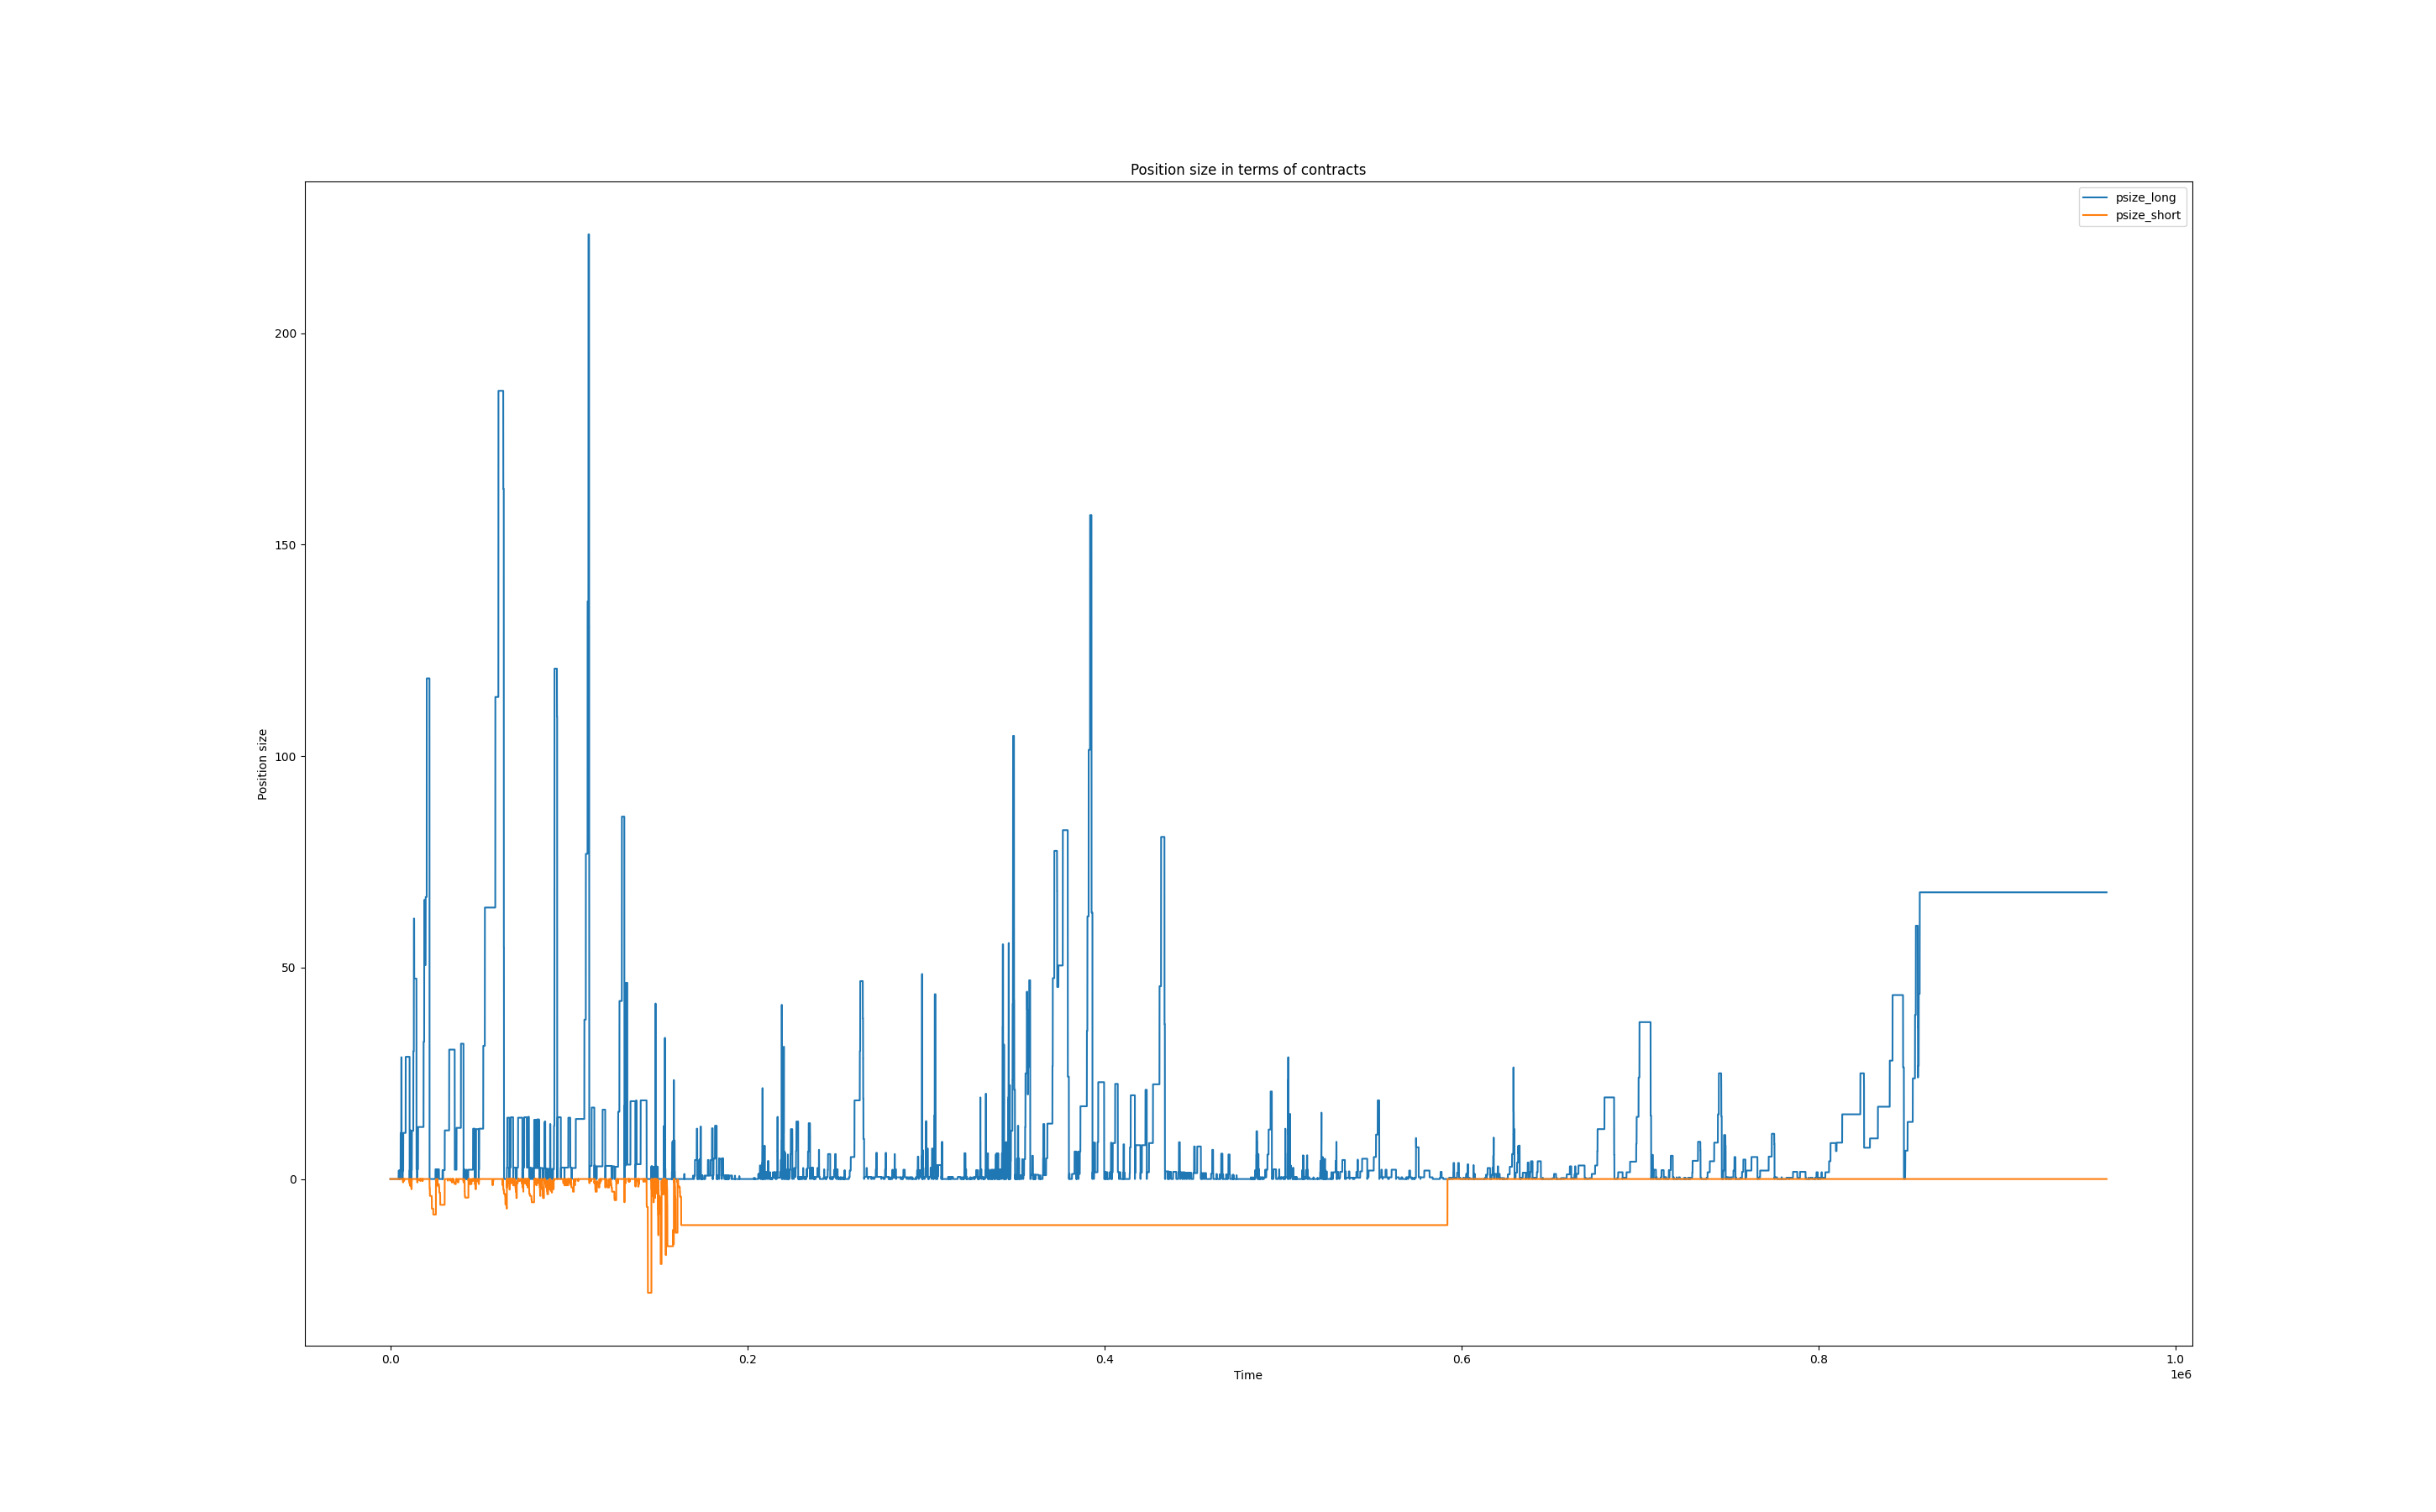 Position size in terms of contracts
psize_long
psize_short
Position size
200
150
100
50
0
0.0
0.2
0.4
0.6
0.8
1.0
1e6
Time